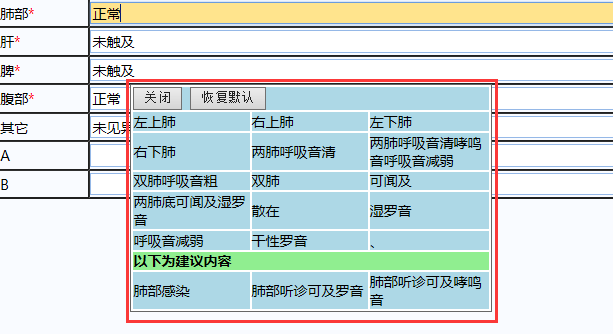 肺部* 正常
肝* 未触及
脾* 未触及
腹部* 正常
其它 未见异
A
B
关闭 恢复默认
左上肺 右上肺 左下肺
右下肺 两肺呼吸音清 两肺呼吸音清哮鸣
音呼吸音减弱
双肺呼吸音粗 双肺 可闻及
两肺底可闻及湿罗
音 散在 湿罗音
呼吸音减弱 干性罗音 、
以下为建议内容
肺部感染 肺部听诊可及罗音 肺部听诊可及哮鸣
音